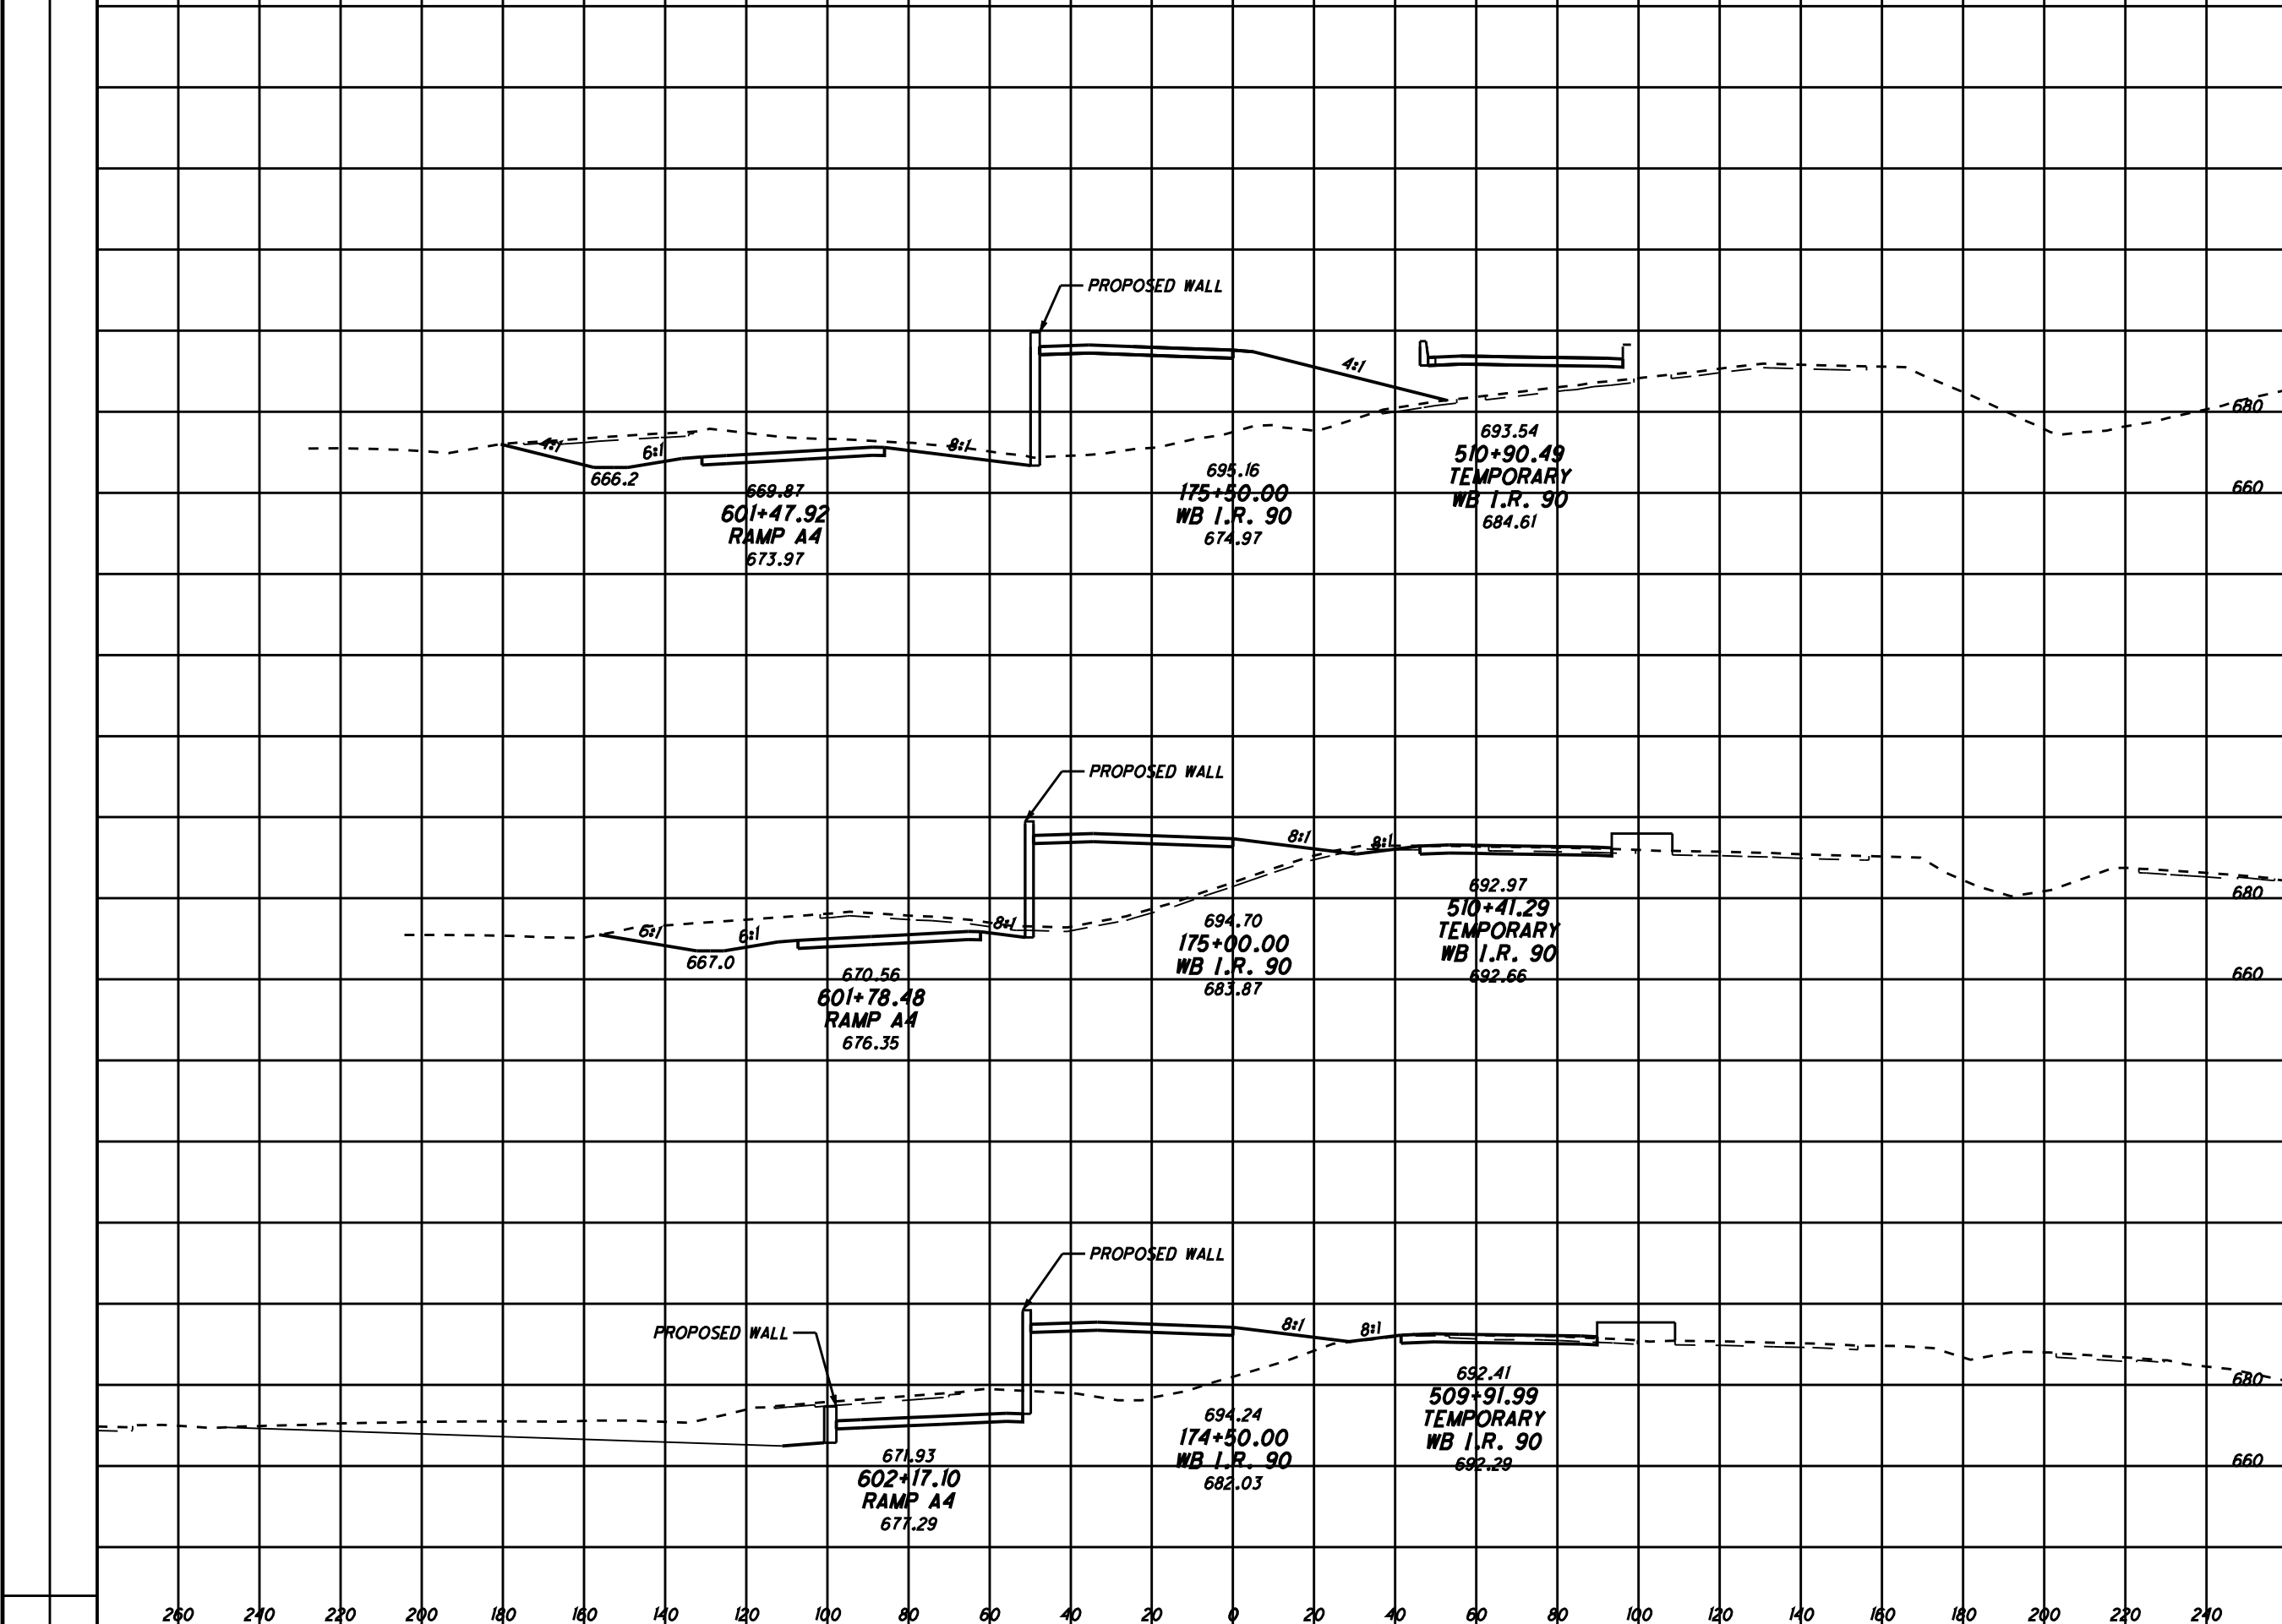 PROPOSED WALL
4:1
680
4:1
6:1
8:1
666.2
669.87
601+47.92
RAMP A4
673.97
695.16
175+50.00
WB I.R. 90
674.97
693.54
510+90.49
TEMPORARY
WB I.R. 90
684.61
660
PROPOSED WALL
8:1
8:1
680
6:1
6:1
8:1
667.0
670.56
601+78.48
RAMP A4
676.35
694.70
175+00.00
WB I.R. 90
683.87
692.97
510+41.29
TEMPORARY
WB I.R. 90
692.66
660
PROPOSED WALL
PROPOSED WALL
8:1
8:1
680
671.93
602+17.10
RAMP A4
677.29
694.24
174+50.00
WB I.R. 90
682.03
692.41
509+91.99
TEMPORARY
WB I.R. 90
692.29
660
260 240 220 200 180 160 140 120 100 80 60 40 20 0 20 40 60 80 100 120 140 160 180 200 220 240